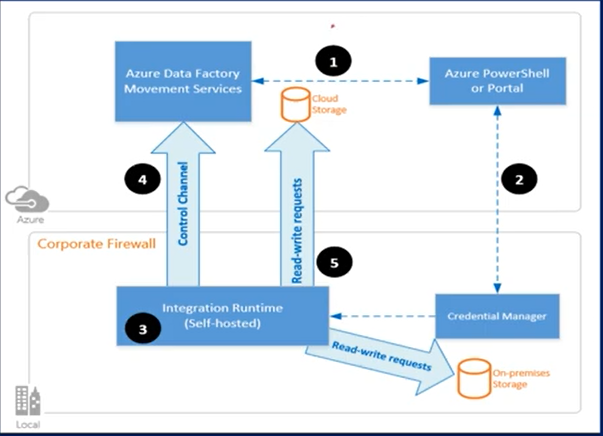 1
Azure Data Factory
Movement Services
Azure PowerShell
or Portal
Cloud
Storage
4
Control Channel
Read-write requests
2
Azure
Corporate Firewall
5
Integration Runtime
(Self-hosted)
3
Credential Manager
Read-write requests
On-premises
Storage
Local